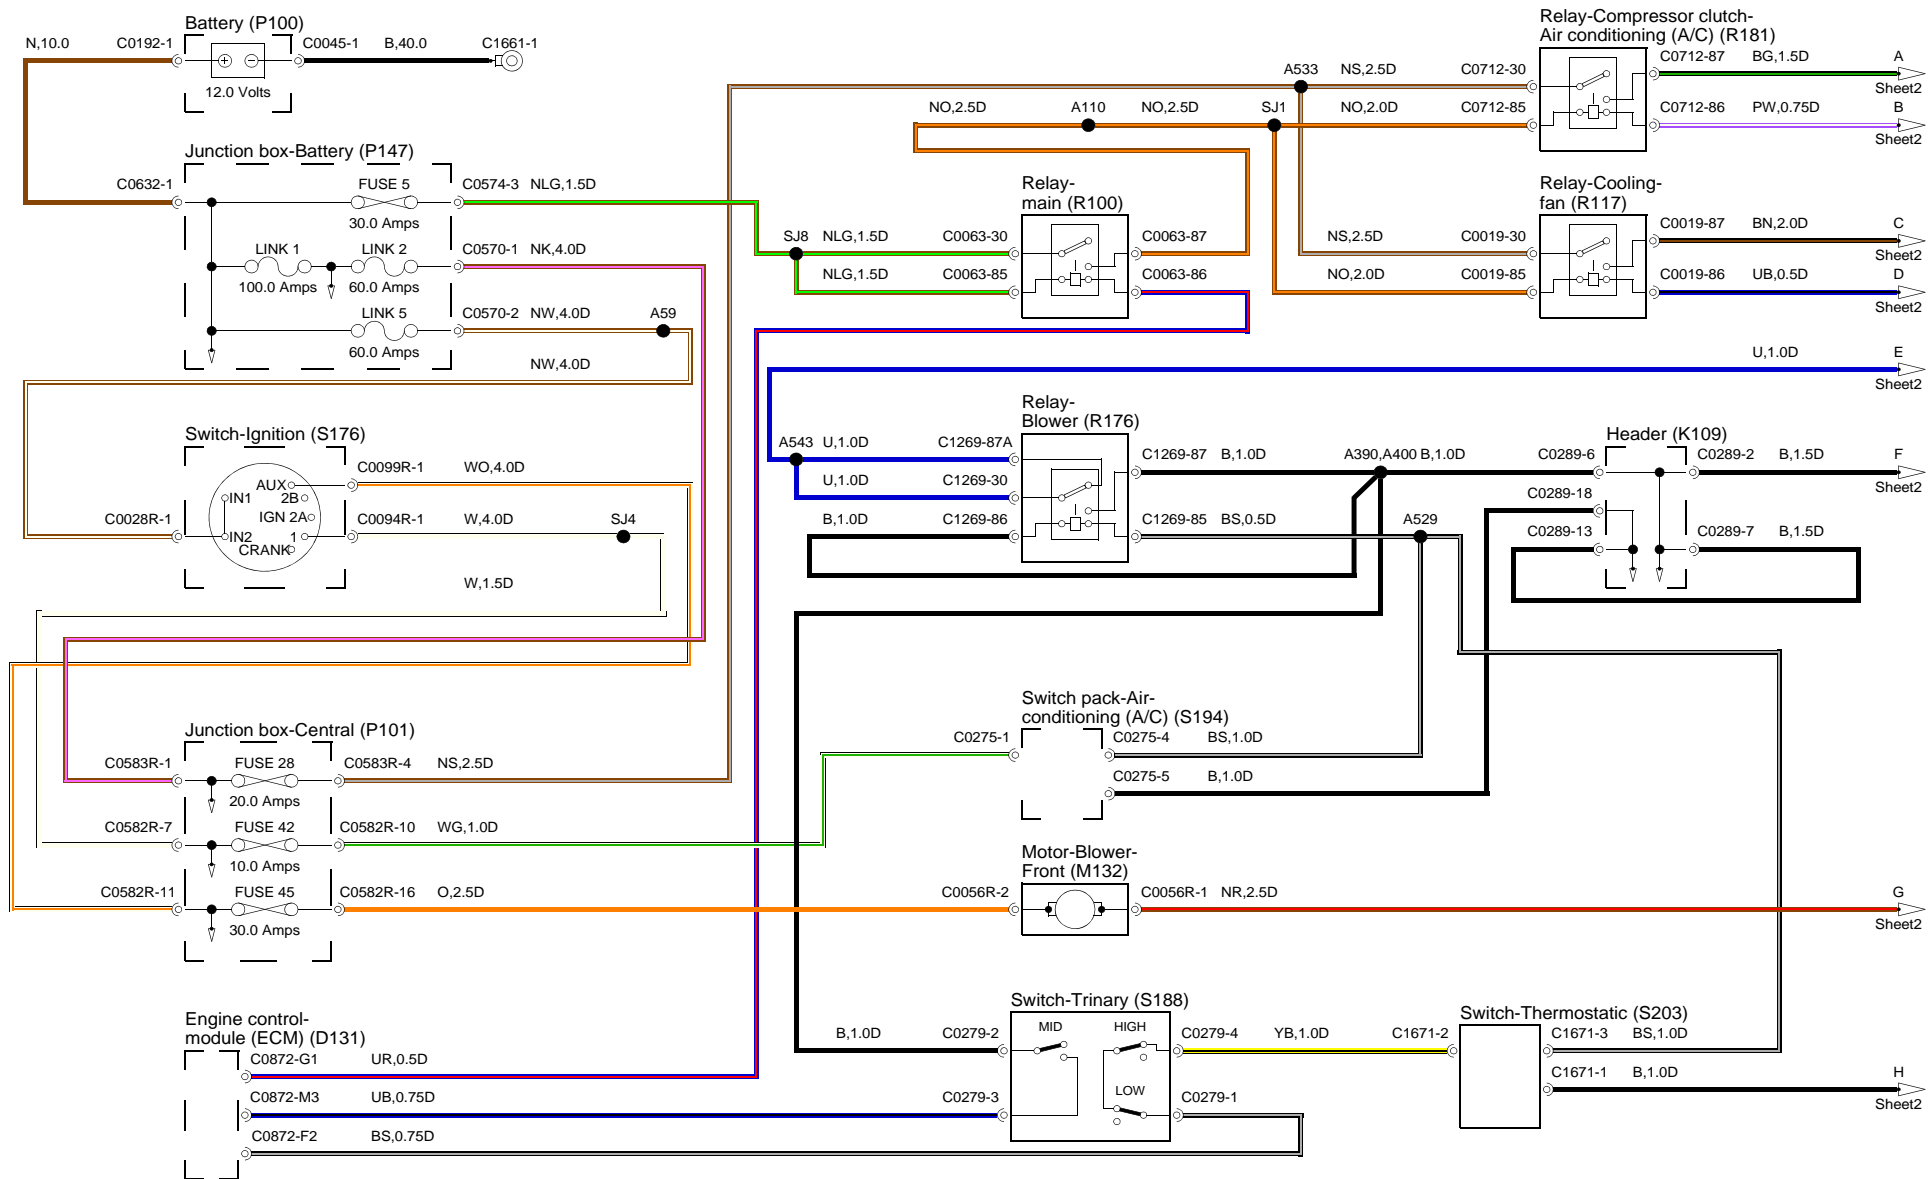 Battery (P100)
N,10.0
C0192-1
C0045-1
B,40.0
C1661-1
12.0 Volts
Junction box-Battery (P147)
C0632-1
FUSE 5
30.0 Amps
C0574-3
NLG,1.5D
LINK 1
100.0 Amps
LINK 2
60.0 Amps
C0570-1
NK,4.0D
LINK 5
60.0 Amps
C0570-2
NW,4.0D
A59
NW,4.0D
Switch-Ignition (S176)
C0028R-1
AUX
2B
IN1
IGN 2A
IN2
1
CRANK
C0099R-1
WO,4.0D
C0094R-1
W,4.0D
SJ4
W,1.5D
Junction box-Central (P101)
C0583R-1
FUSE 28
20.0 Amps
C0583R-4
NS,2.5D
C0582R-7
FUSE 42
10.0 Amps
C0582R-10
WG,1.0D
C0582R-11
FUSE 45
30.0 Amps
C0582R-16
O,2.5D
Engine control-
module (ECM) (D131)
C0872-G1
UR,0.5D
C0872-M3
UB,0.75D
C0872-F2
BS,0.75D
Relay-Compressor clutch-
Air conditioning (A/C) (R181)
A533
NS,2.5D
C0712-30
C0712-87
BG,1.5D
A
Sheet2
NO,2.5D
A110
NO,2.5D
SJ1
NO,2.0D
C0712-85
C0712-86
PW,0.75D
B
Sheet2
Relay-
main (R100)
SJ8
NLG,1.5D
C0063-30
C0063-87
NLG,1.5D
C0063-85
C0063-86
Relay-Cooling-
fan (R117)
NS,2.5D
C0019-30
C0019-87
BN,2.0D
C
Sheet2
NO,2.0D
C0019-85
C0019-86
UB,0.5D
D
Sheet2
U,1.0D
E
Sheet2
Relay-
Blower (R176)
A543
U,1.0D
C1269-87A
U,1.0D
C1269-30
B,1.0D
C1269-86
C1269-87
B,1.0D
A390,A400
B,1.0D
C1269-85
BS,0.5D
A529
Header (K109)
C0289-6
C0289-2
B,1.5D
F
Sheet2
C0289-18
C0289-13
C0289-7
B,1.5D
Switch pack-Air-
conditioning (A/C) (S194)
C0275-1
C0275-4
BS,1.0D
C0275-5
B,1.0D
Motor-Blower-
Front (M132)
C0056R-2
C0056R-1
NR,2.5D
G
Sheet2
Switch-Trinary (S188)
B,1.0D
C0279-2
MID
HIGH
C0279-4
YB,1.0D
C0279-3
LOW
C0279-1
Switch-Thermostatic (S203)
C1671-2
C1671-3
BS,1.0D
C1671-1
B,1.0D
H
Sheet2